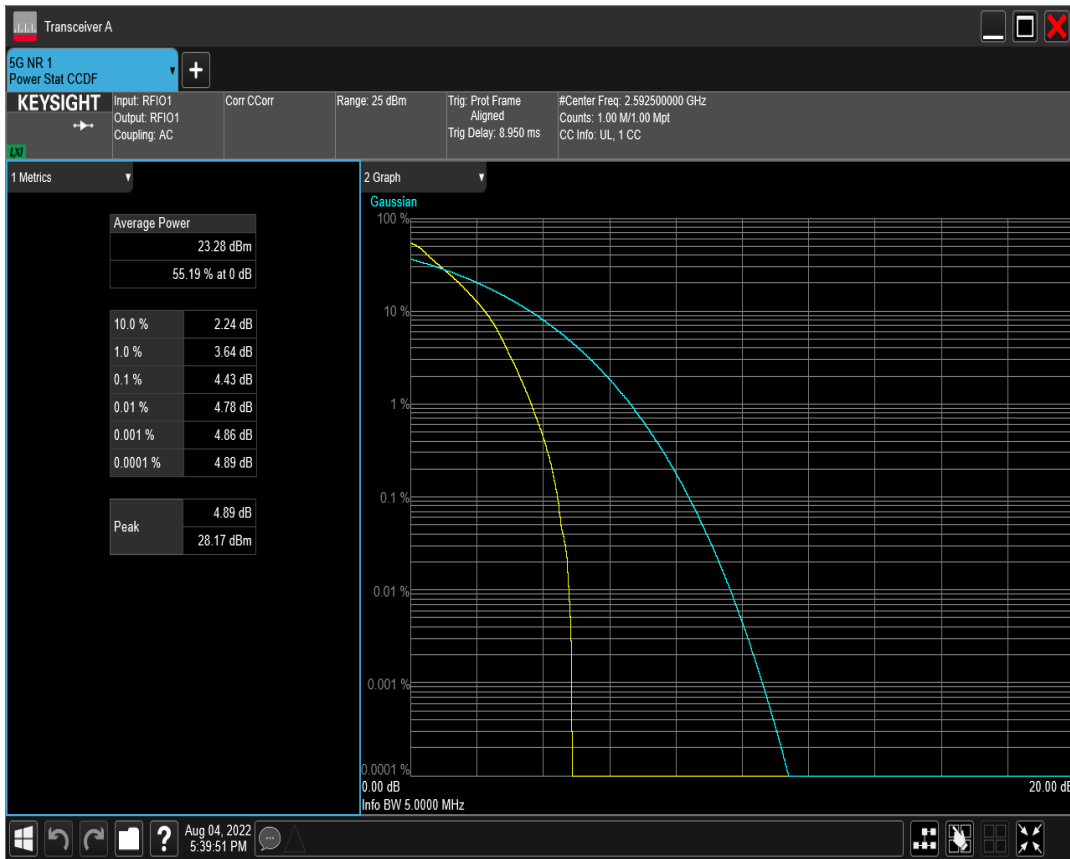 Transceiver A
5G NR 1
Power Stat CCDF
+
KEYSIGHT
LXI
Input: RFIO1
Output: RFIO1
Coupling: AC
Corr CCorr
Range: 25 dBm
Trig: Prot Frame
Aligned
Trig Delay: 8.950 ms
#Center Freq: 2.592500000 GHz
Counts: 1.00 M/1.00 Mpt
CC Info: UL, 1 CC
1 Metrics
Average Power
23.28 dBm
55.19 % at 0 dB
10.0 % 2.24 dB
1.0 % 3.64 dB
0.1 % 4.43 dB
0.01 % 4.78 dB
0.001 % 4.86 dB
0.0001 % 4.89 dB
Peak
4.89 dB
28.17 dBm
2 Graph
Gaussian
100 %
10 %
1 %
0.1 %
0.01 %
0.001 %
0.0001 %
0.00 dB
20.00 dB
Info BW 5.0000 MHz
?
Aug 04, 2022
5:39:51 PM